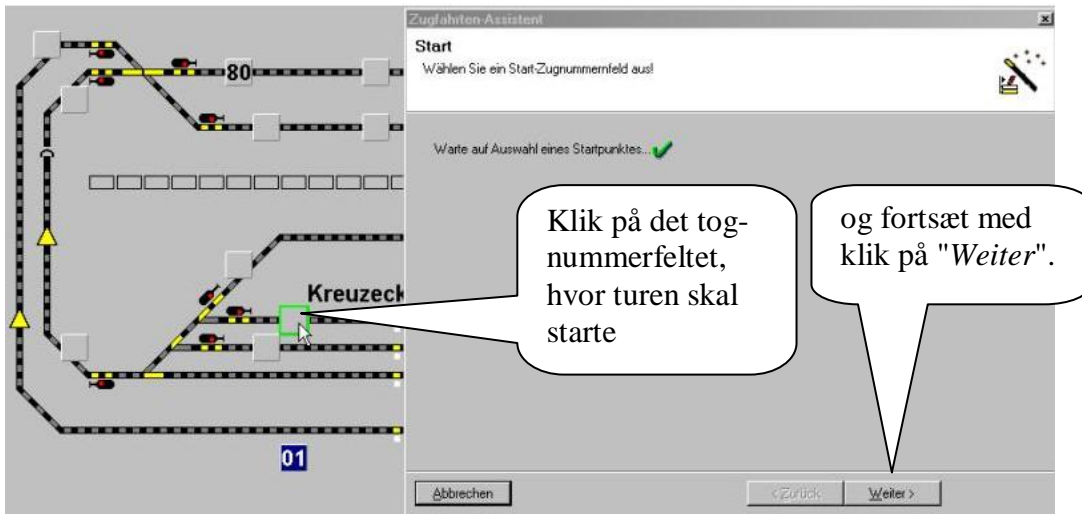 Zugfahrten-Assistent
Start
Wählen Sie ein Start-Zugnummernfeld aus!
80
Warte auf Auswahl eines Startpunktes...
Klik på det tog-
nummerfeltet,
hvor turen skal
starte
og fortsæt med
klik på "Weiter".
Kreuzeck
01
Abbrechen
< Zurück
Weiter >